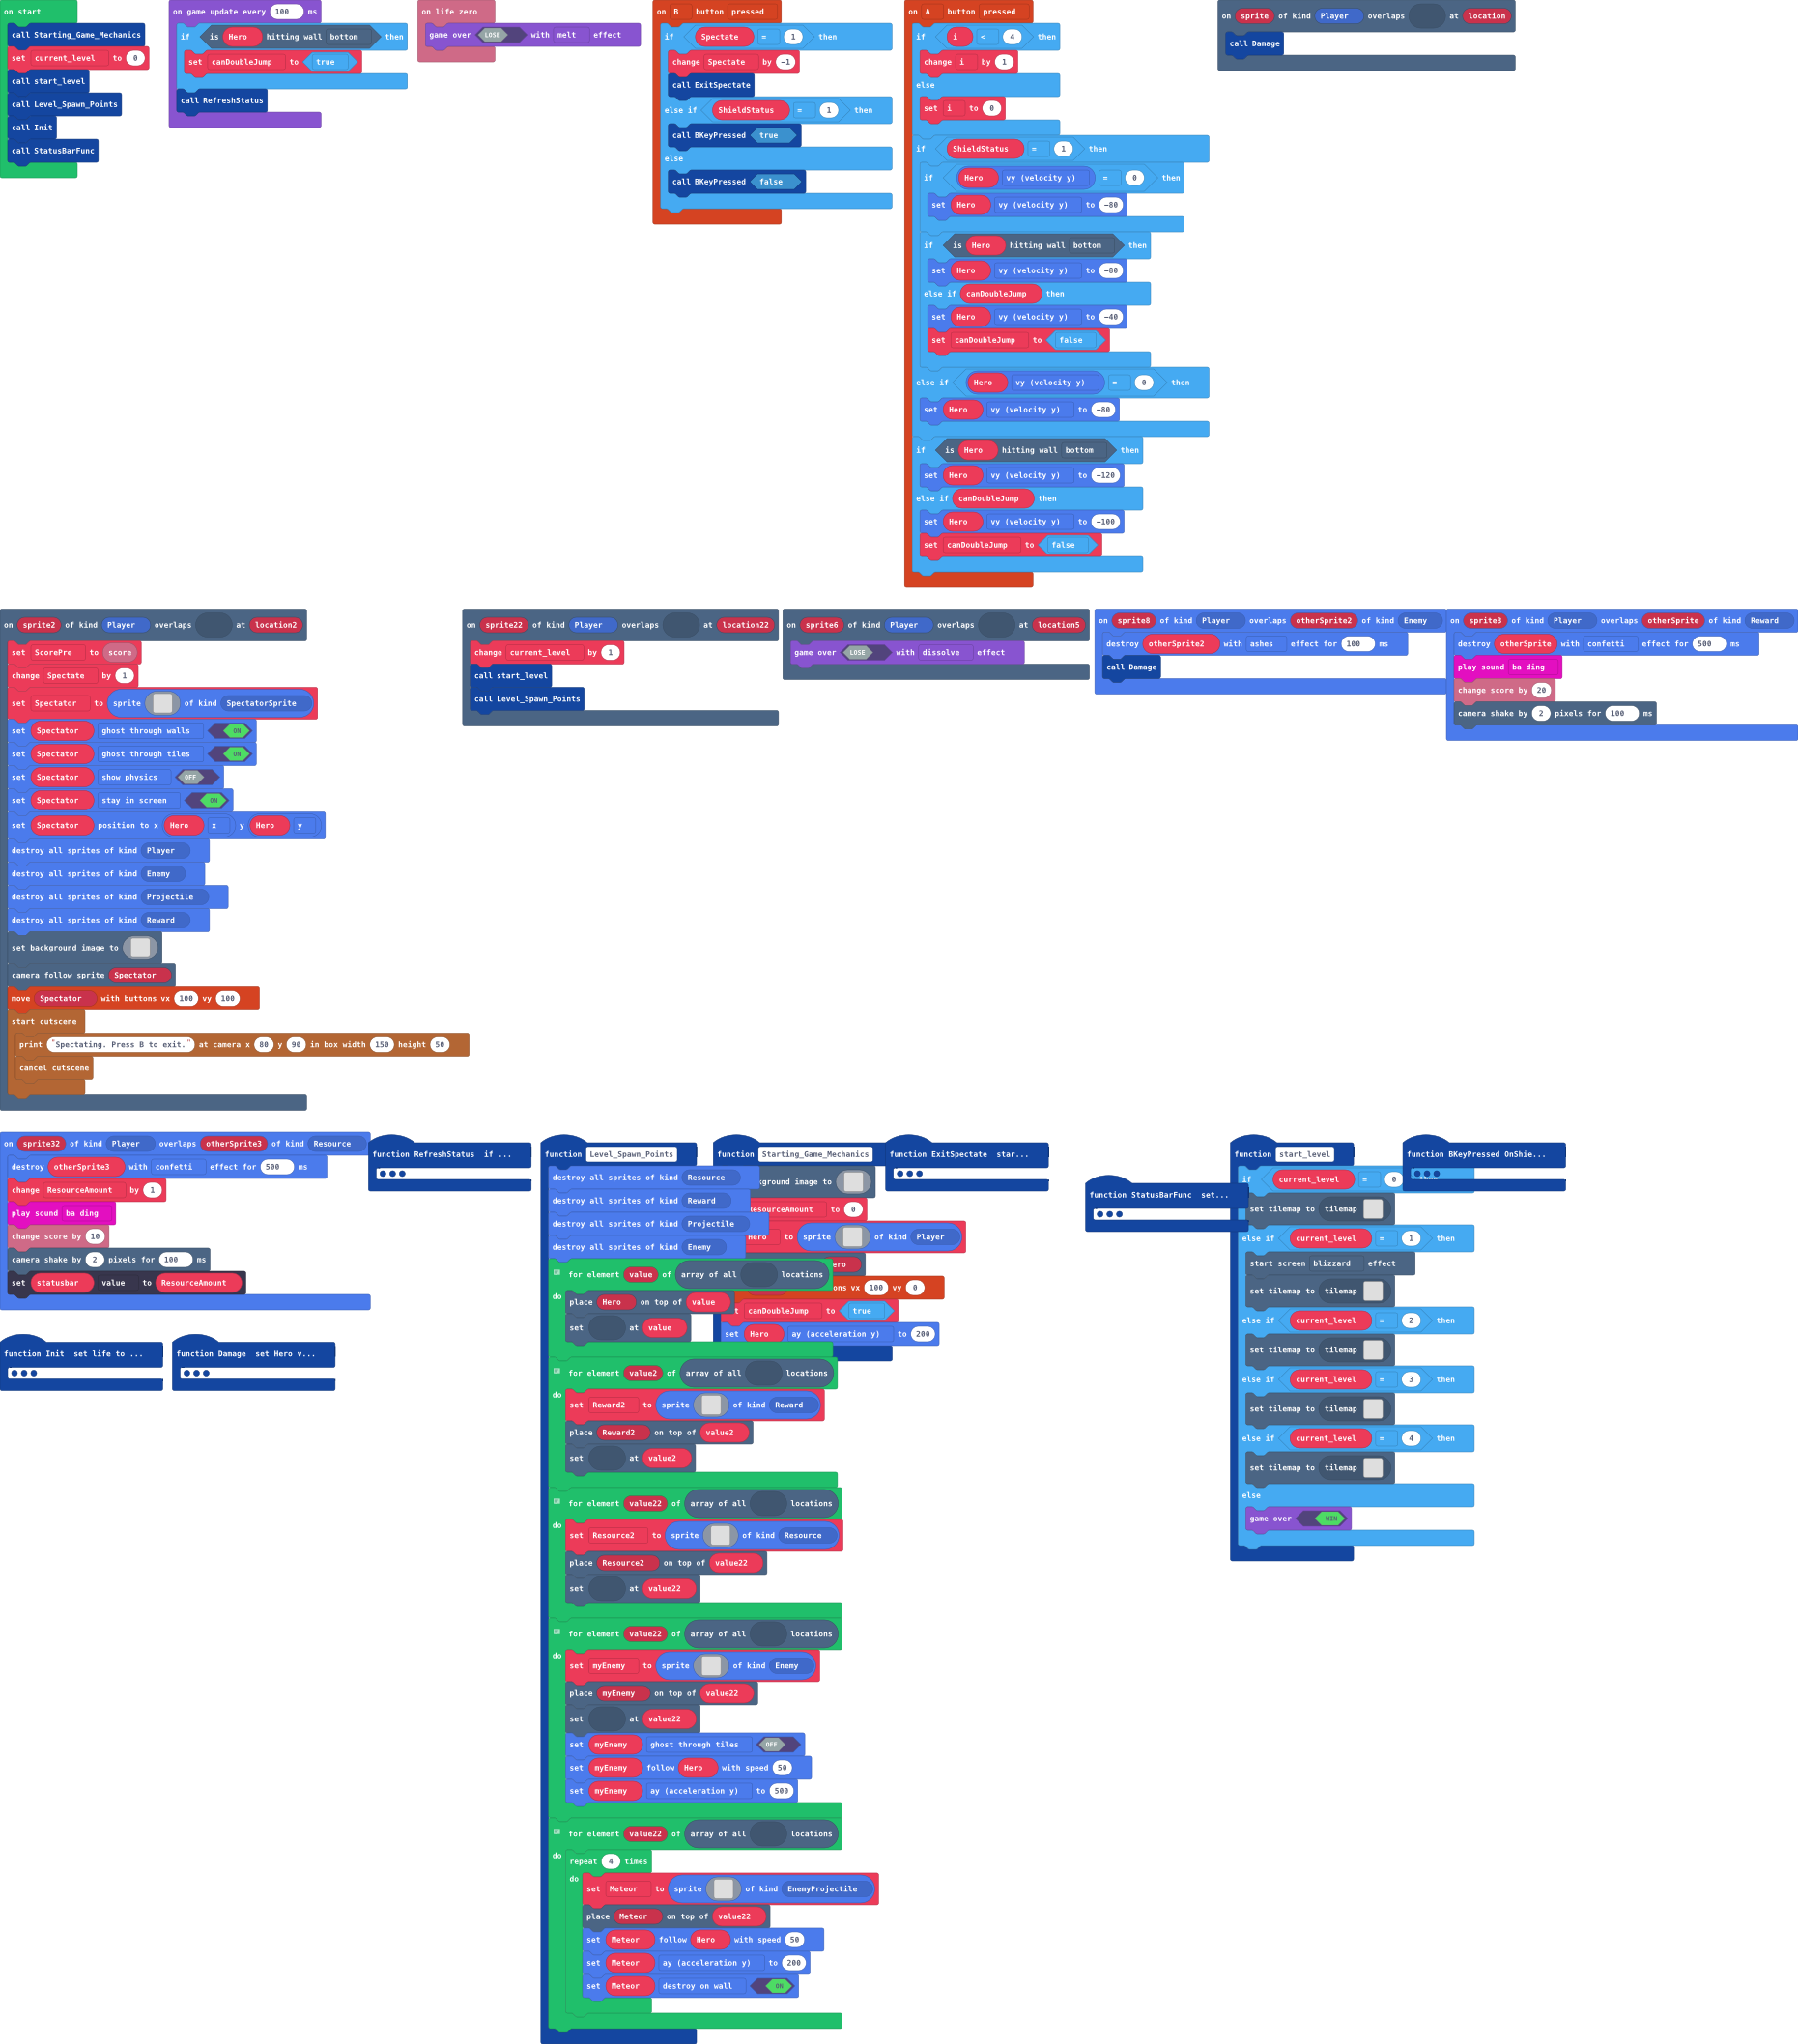 on start
call Starting_Game_Mechanics
set current_level to 0
call start_level
call Level_Spawn_Points
call Init
call StatusBarFunc
on game update every 100 ms
if is Hero hitting wall bottom then
set canDoubleJump to true
call RefreshStatus
on life zero
game over LOSE with melt effect
on B button pressed
if Spectate = 1 then
change Spectate by -1
call ExitSpectate
else if ShieldStatus = 1 then
call BKeyPressed true
else
call BKeyPressed false
on A button pressed
if i < 4 then
change i by 1
else
set i to 0
if ShieldStatus = 1 then
if Hero vy (velocity y) = 0 then
set Hero vy (velocity y) to -80
if is Hero hitting wall bottom then
set Hero vy (velocity y) to -80
else if canDoubleJump then
set Hero vy (velocity y) to -40
set canDoubleJump to false
else if Hero vy (velocity y) = 0 then
set Hero vy (velocity y) to -80
if is Hero hitting wall bottom then
set Hero vy (velocity y) to -120
else if canDoubleJump then
set Hero vy (velocity y) to -100
set canDoubleJump to false
on sprite of kind Player overlaps at location
call Damage
on sprite2 of kind Player overlaps at location2
set ScorePre to score
change Spectate by 1
set Spectator to sprite of kind SpectatorSprite
set Spectator ghost through walls ON
set Spectator ghost through tiles ON
set Spectator show physics OFF
set Spectator stay in screen ON
set Spectator position to x Hero x y Hero y
destroy all sprites of kind Player
destroy all sprites of kind Enemy
destroy all sprites of kind Projectile
destroy all sprites of kind Reward
set background image to
camera follow sprite Spectator
move Spectator with buttons vx 100 vy 100
start cutscene
print "Spectating. Press B to exit." at camera x 80 y 90 in box width 150 height 50
cancel cutscene
on sprite22 of kind Player overlaps at location22
change current_level by 1
call start_level
call Level_Spawn_Points
on sprite6 of kind Player overlaps at location5
game over LOSE with dissolve effect
on sprite8 of kind Player overlaps otherSprite2 of kind Enemy
destroy otherSprite2 with ashes effect for 100 ms
call Damage
on sprite3 of kind Player overlaps otherSprite of kind Reward
destroy otherSprite with confetti effect for 500 ms
play sound ba ding
change score by 20
camera shake by 2 pixels for 100 ms
on sprite32 of kind Player overlaps otherSprite3 of kind Resource
destroy otherSprite3 with confetti effect for 500 ms
change ResourceAmount by 1
play sound ba ding
change score by 10
camera shake by 2 pixels for 100 ms
set statusbar value to ResourceAmount
function RefreshStatus if ...
function Init set life to ...
function Damage set Hero v...
function Level_Spawn_Points
destroy all sprites of kind Resource
destroy all sprites of kind Reward
destroy all sprites of kind Projectile
destroy all sprites of kind Enemy
for element value of array of all locations
do
place Hero on top of value
set at value
for element value2 of array of all locations
do
set Reward2 to sprite of kind Reward
place Reward2 on top of value2
set at value2
for element value22 of array of all locations
do
set Resource2 to sprite of kind Resource
place Resource2 on top of value22
set at value22
for element value22 of array of all locations
do
set myEnemy to sprite of kind Enemy
place myEnemy on top of value22
set at value22
set myEnemy ghost through tiles OFF
set myEnemy follow Hero with speed 50
set myEnemy ay (acceleration y) to 500
for element value22 of array of all locations
do
repeat 4 times
do
set Meteor to sprite of kind EnemyProjectile
place Meteor on top of value22
set Meteor follow Hero with speed 50
set Meteor ay (acceleration y) to 200
set Meteor destroy on wall ON
function Starting_Game_Mechanics
image to
to 0
to sprite of kind Player
vx 100 vy 0
canDoubleJump to true
set Hero ay (acceleration y) to 200
function ExitSpectate star...
function StatusBarFunc set...
function start_level
if current_level = 0
set tilemap to tilemap
else if current_level = 1 then
start screen blizzard effect
set tilemap to tilemap
else if current_level = 2 then
set tilemap to tilemap
else if current_level = 3 then
set tilemap to tilemap
else if current_level = 4 then
set tilemap to tilemap
else
game over WIN
function BKeyPressed OnShie...